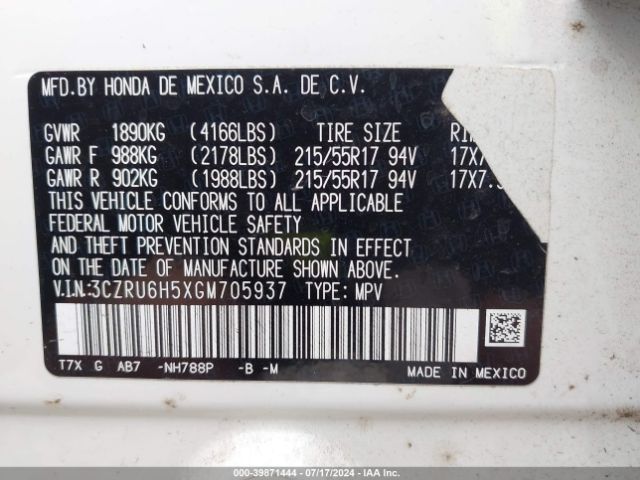 MFD.BY HONDA DE MEXICO S.A. DE C.V.
GVWR 1890KG (4166LBS) TIRE SIZE
GAWR F 988KG (2178LBS) 215/55R17 94V
GAWR R 902KG (1988LBS) 215/55R17 94V
THIS VEHICLE CONFORMS TO ALL APPLICABLE
FEDERAL MOTOR VEHICLE SAFETY
AND THEFT PREVENTION STANDARDS IN EFFECT
ON THE DATE OF MANUFACTURE SHOWN ABOVE.
V.I.N:3CZRU6H5XGM705937 TYPE: MPV
T7X G AB7 -NH788P -B -M MADE IN MEXICO
000-39871444 | 07/17/2024 - IAA Inc.